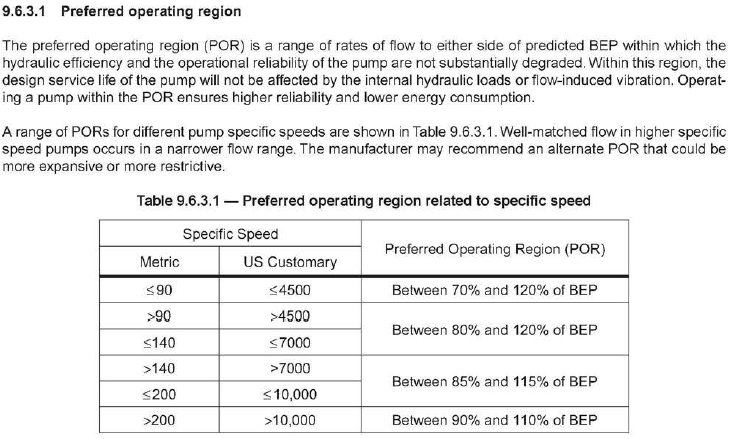 9.6.3.1 Preferred operating region
The preferred operating region (POR) is a range of rates of flow to either side of predicted BEP within which the
hydraulic efficiency and the operational reliability of the pump are not substantially degraded. Within this region, the
design service life of the pump will not be affected by the internal hydraulic loads or flow-induced vibration. Operat-
ing a pump within the POR ensures higher reliability and lower energy consumption.
A range of PORs for different pump specific speeds are shown in Table 9.6.3.1. Well-matched flow in higher specific
speed pumps occurs in a narrower flow range. The manufacturer may recommend an alternate POR that could be
more expansive or more restrictive.
Table 9.6.3.1 — Preferred operating region related to specific speed
Specific Speed
Preferred Operating Region (POR)
Metric US Customary
≤90 ≤4500 Between 70% and 120% of BEP
>90 >4500
Between 80% and 120% of BEP
≤140 ≤7000
>140 >7000
Between 85% and 115% of BEP
≤200 ≤10,000
>200 >10,000 Between 90% and 110% of BEP